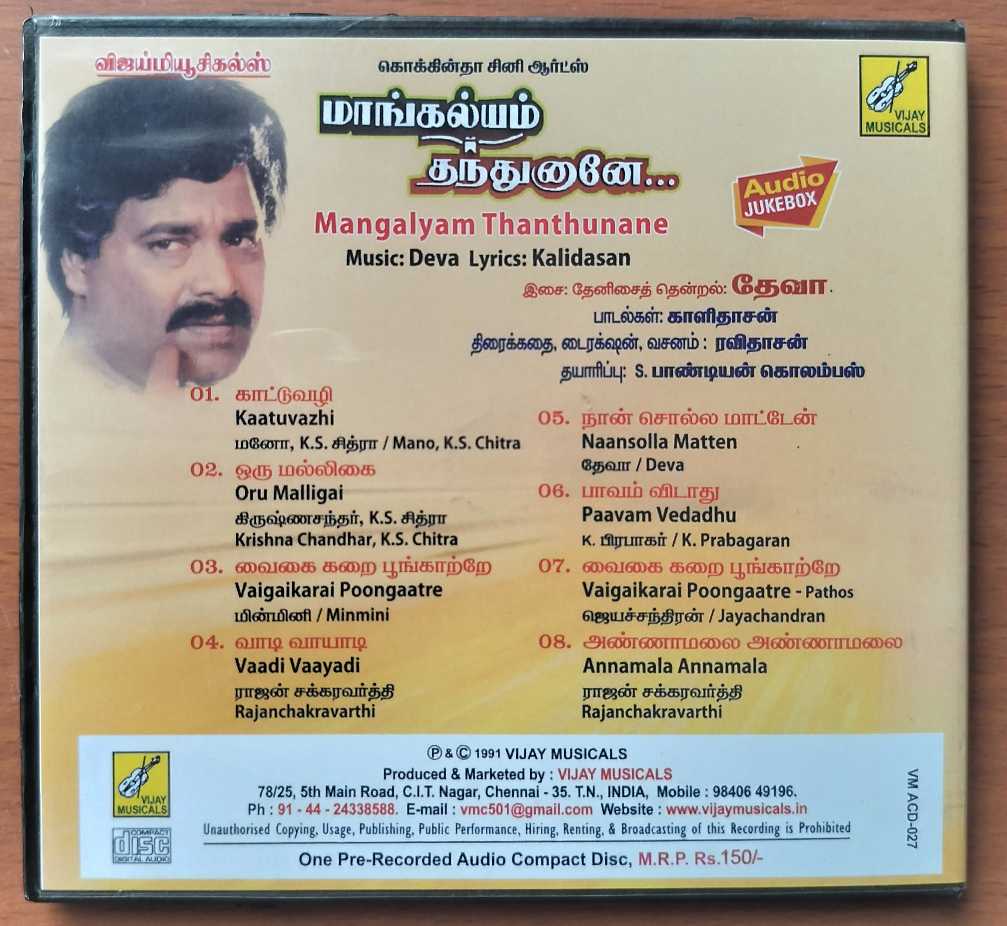 விஜய்மியூசிகல்ஸ்
கொக்கின்தா சினி ஆர்ட்ஸ்
VIJAY
MUSICALS
மாங்கல்யம்
தந்துனானே...
Audio
JUKEBOX
Mangalyam Thanthunane
Music: Deva Lyrics: Kalidasan
இசை: தேனிசைத் தென்றல்: தேவா.
பாடல்கள்: காளிதாசன்
திரைக்கதை, டைரக்‌ஷன், வசனம் : ரவிதாசன்
தயாரிப்பு: S. பாண்டியன் கொலம்பஸ்
01. காட்டுவழி
Kaatuvazhi
மனோ, K.S. சித்ரா / Mano, K.S. Chitra
02. ஒரு மல்லிகை
Oru Malligai
கிருஷ்ணசந்தர், K.S. சித்ரா
Krishna Chandhar, K.S. Chitra
03. வைகை கறை பூங்காற்றே
Vaigaikarai Poongaatre
மின்மினி / Minmini
04. வாடி வாயாடி
Vaadi Vaayadi
ராஜன் சக்கரவர்த்தி
Rajanchakravarthi
05. நான் சொல்ல மாட்டேன்
Naansolla Matten
தேவா / Deva
06. பாவம் விடாது
Paavam Vedadhu
K. பிரபாகர் / K. Prabagaran
07. வைகை கறை பூங்காற்றே
Vaigaikarai Poongaatre - Pathos
ஜெயச்சந்திரன் / Jayachandran
08. அண்ணாமலை அண்ணாமலை
Annamala Annamala
ராஜன் சக்கரவர்த்தி
Rajanchakravarthi
VIJAY
MUSICALS
COMPACT
disc
DIGITAL AUDIO
Ⓟ & © 1991 VIJAY MUSICALS
Produced & Marketed by : VIJAY MUSICALS
78/25, 5th Main Road, C.I.T. Nagar, Chennai - 35. T.N., INDIA, Mobile : 98406 49196.
Ph : 91 - 44 - 24338588. E-mail : vmc501@gmail.com Website : www.vijaymusicals.in
Unauthorised Copying, Usage, Publishing, Public Performance, Hiring, Renting, & Broadcasting of this Recording is Prohibited
One Pre-Recorded Audio Compact Disc, M.R.P. Rs.150/-
VM ACD-027